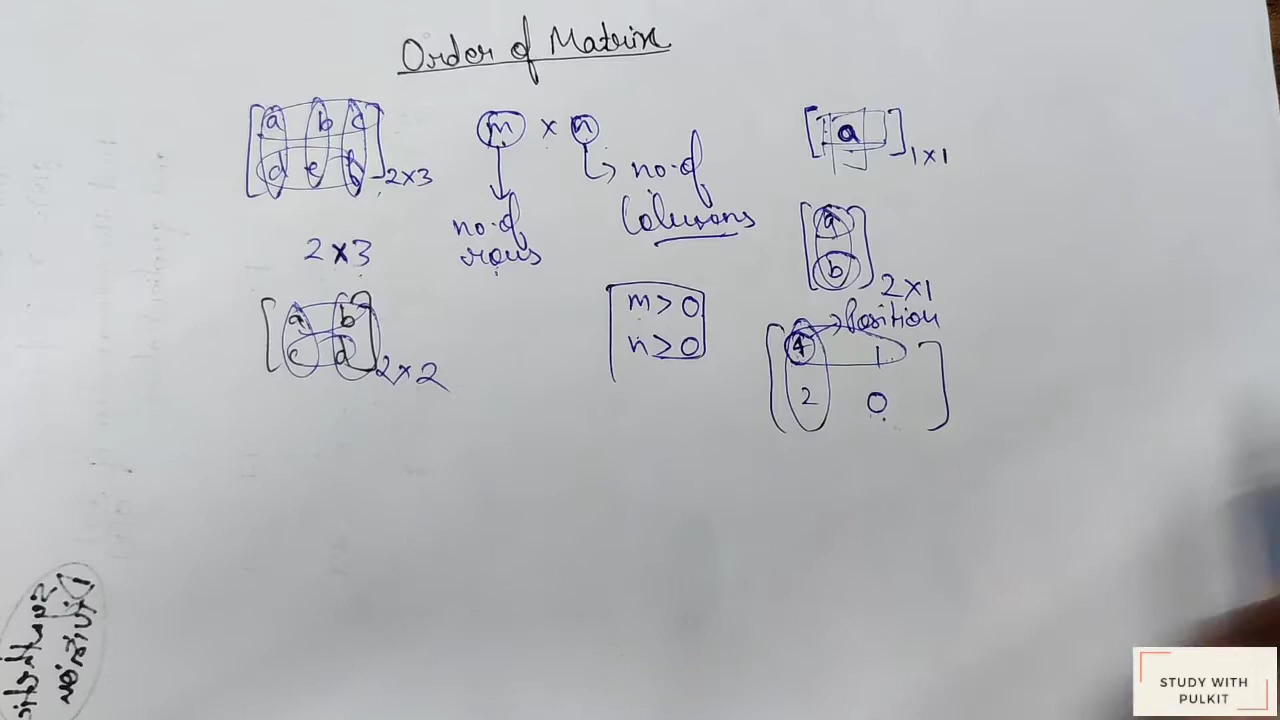 Order of Matrix
[a b c
d e f] 2×3
m × n
no. of rows
no. of Columns
2 × 3
[a b
c d] 2×2
m > 0
n > 0
[a] 1×1
[a
b] 2×1
Position
[4 1
2 0]
STUDY WITH
PULKIT